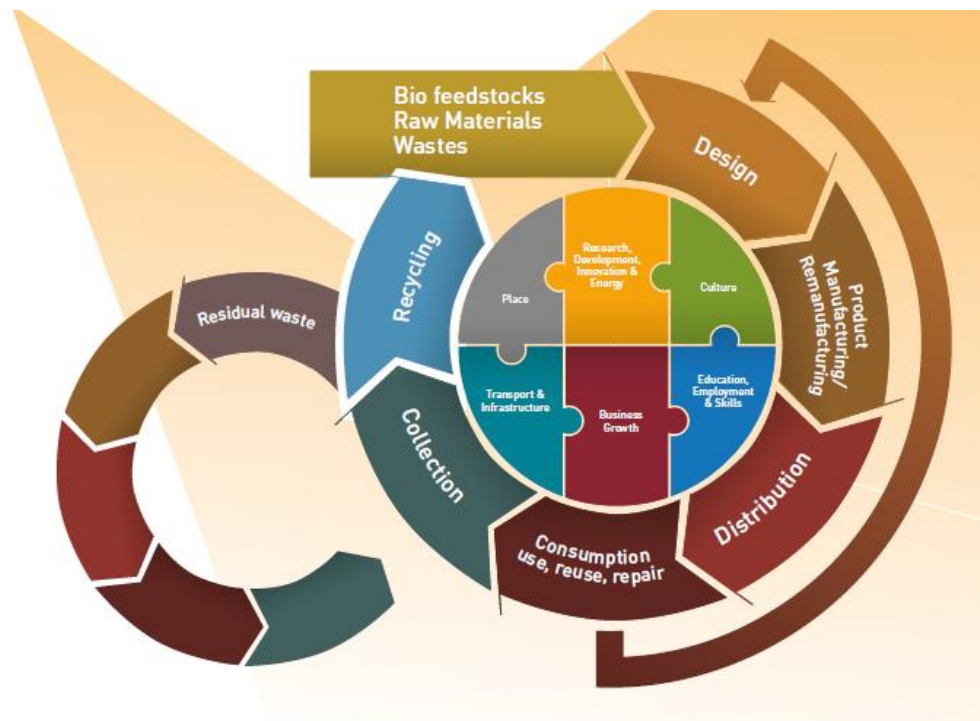 Bio feedstocks
Raw Materials
Wastes
Design
Product
Manufacturing/
Remanufacturing
Distribution
Consumption
use, reuse, repair
Collection
Recycling
Residual waste
Place
Research,
Development,
Innovation &
Energy
Culture
Transport &
Infrastructure
Business
Growth
Education,
Employment
& Skills